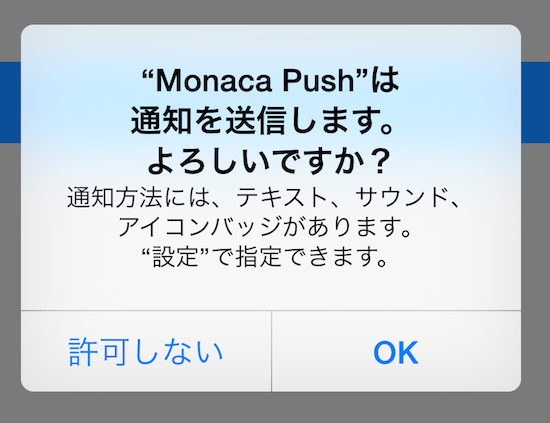 “Monaca Push”は
通知を送信します。
よろしいですか？
通知方法には、テキスト、サウンド、
アイコンバッジがあります。
“設定”で指定できます。
許可しない
OK